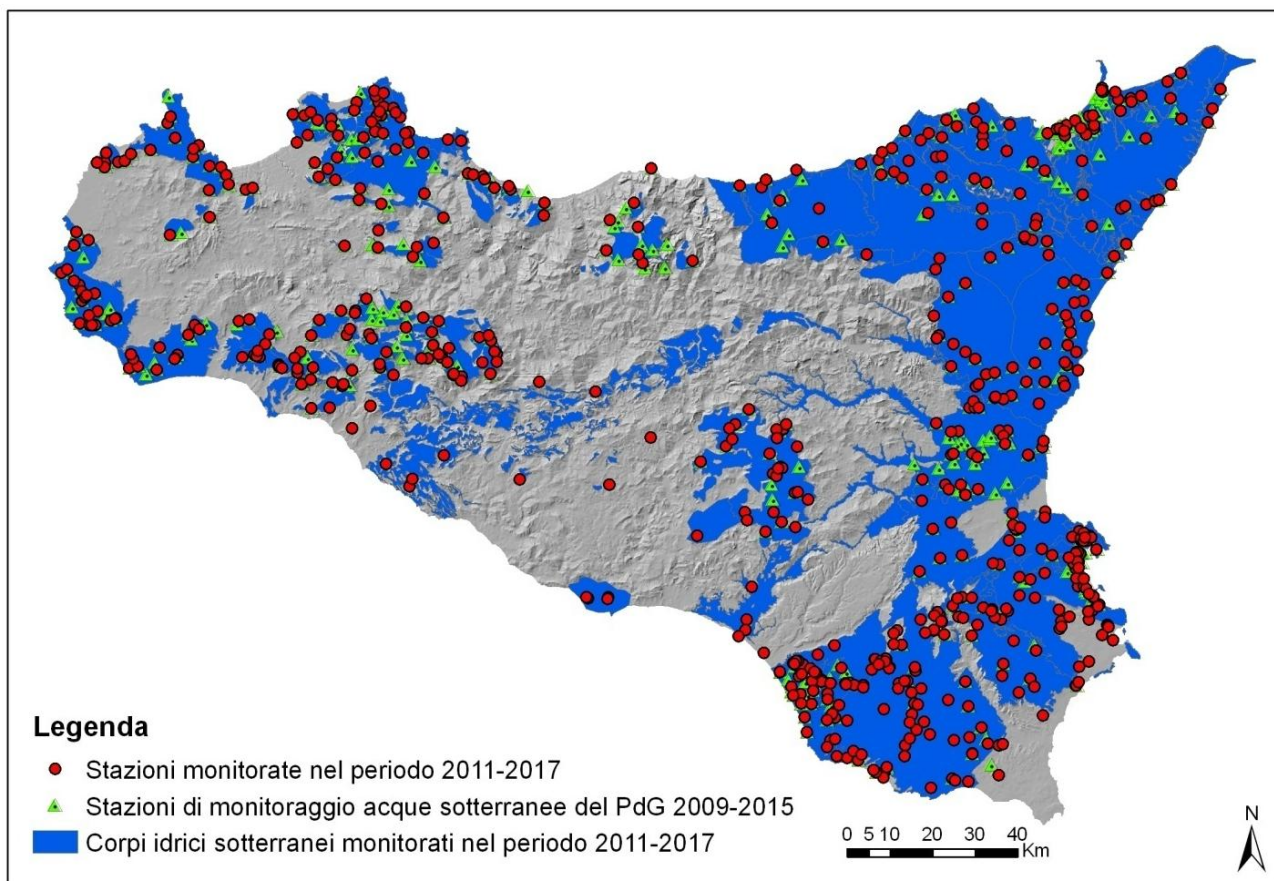 Legenda
Stazioni monitorate nel periodo 2011-2017
Stazioni di monitoraggio acque sotterranee del PdG 2009-2015
Corpi idrici sotterranei monitorati nel periodo 2011-2017
0 5 10 20 30 40
Km
N